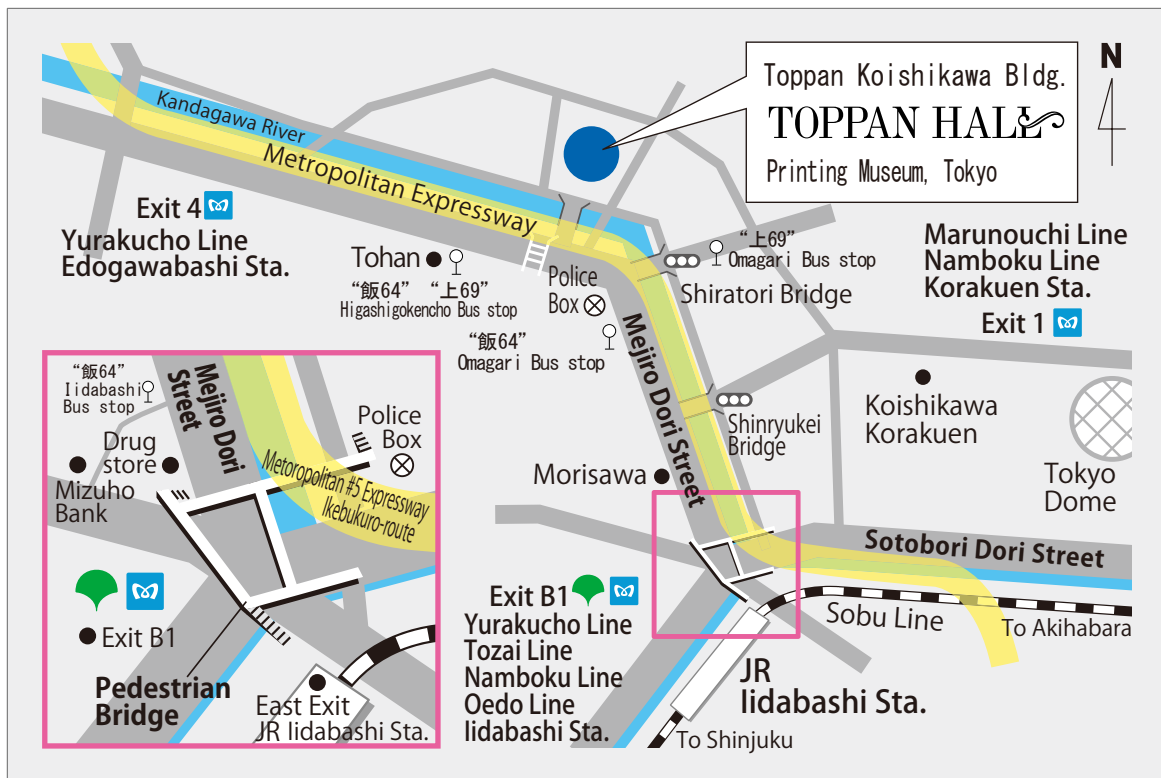 Toppan Koishikawa Bldg.
TOPPAN HALL
Printing Museum, Tokyo
N
Kandagawa River
Metropolitan Expressway
Exit 4
Yurakucho Line
Edogawabashi Sta.
Tohan
“飯64” “上69”
Higashigokencho Bus stop
Police
Box
“上69”
Omagari Bus stop
Shiratori Bridge
“飯64”
Omagari Bus stop
Marunouchi Line
Namboku Line
Korakuen Sta.
Exit 1
Mejiro Dori Street
Shinryukei
Bridge
Koishikawa
Korakuen
Tokyo
Dome
Morisawa
Sotobori Dori Street
Exit B1
Yurakucho Line
Tozai Line
Namboku Line
Oedo Line
Iidabashi Sta.
Sobu Line
To Akihabara
JR
Iidabashi Sta.
To Shinjuku
“飯64”
Iidabashi
Bus stop
Mejiro Dori
Street
Police
Box
Drug
store
Mizuho
Bank
Metoropolitan #5 Expressway
Ikebukuro-route
Exit B1
Pedestrian
Bridge
East Exit
JR Iidabashi Sta.